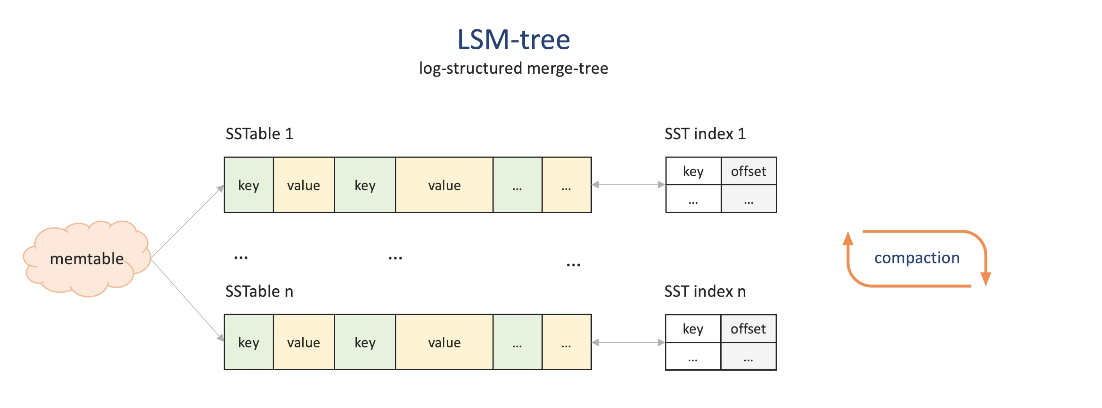 LSM-tree
log-structured merge-tree
SSTable 1
SST index 1
key value key value ... ...
key offset
... ...
memtable
... ... ...
compaction
SSTable n
SST index n
key value key value ... ...
key offset
... ...